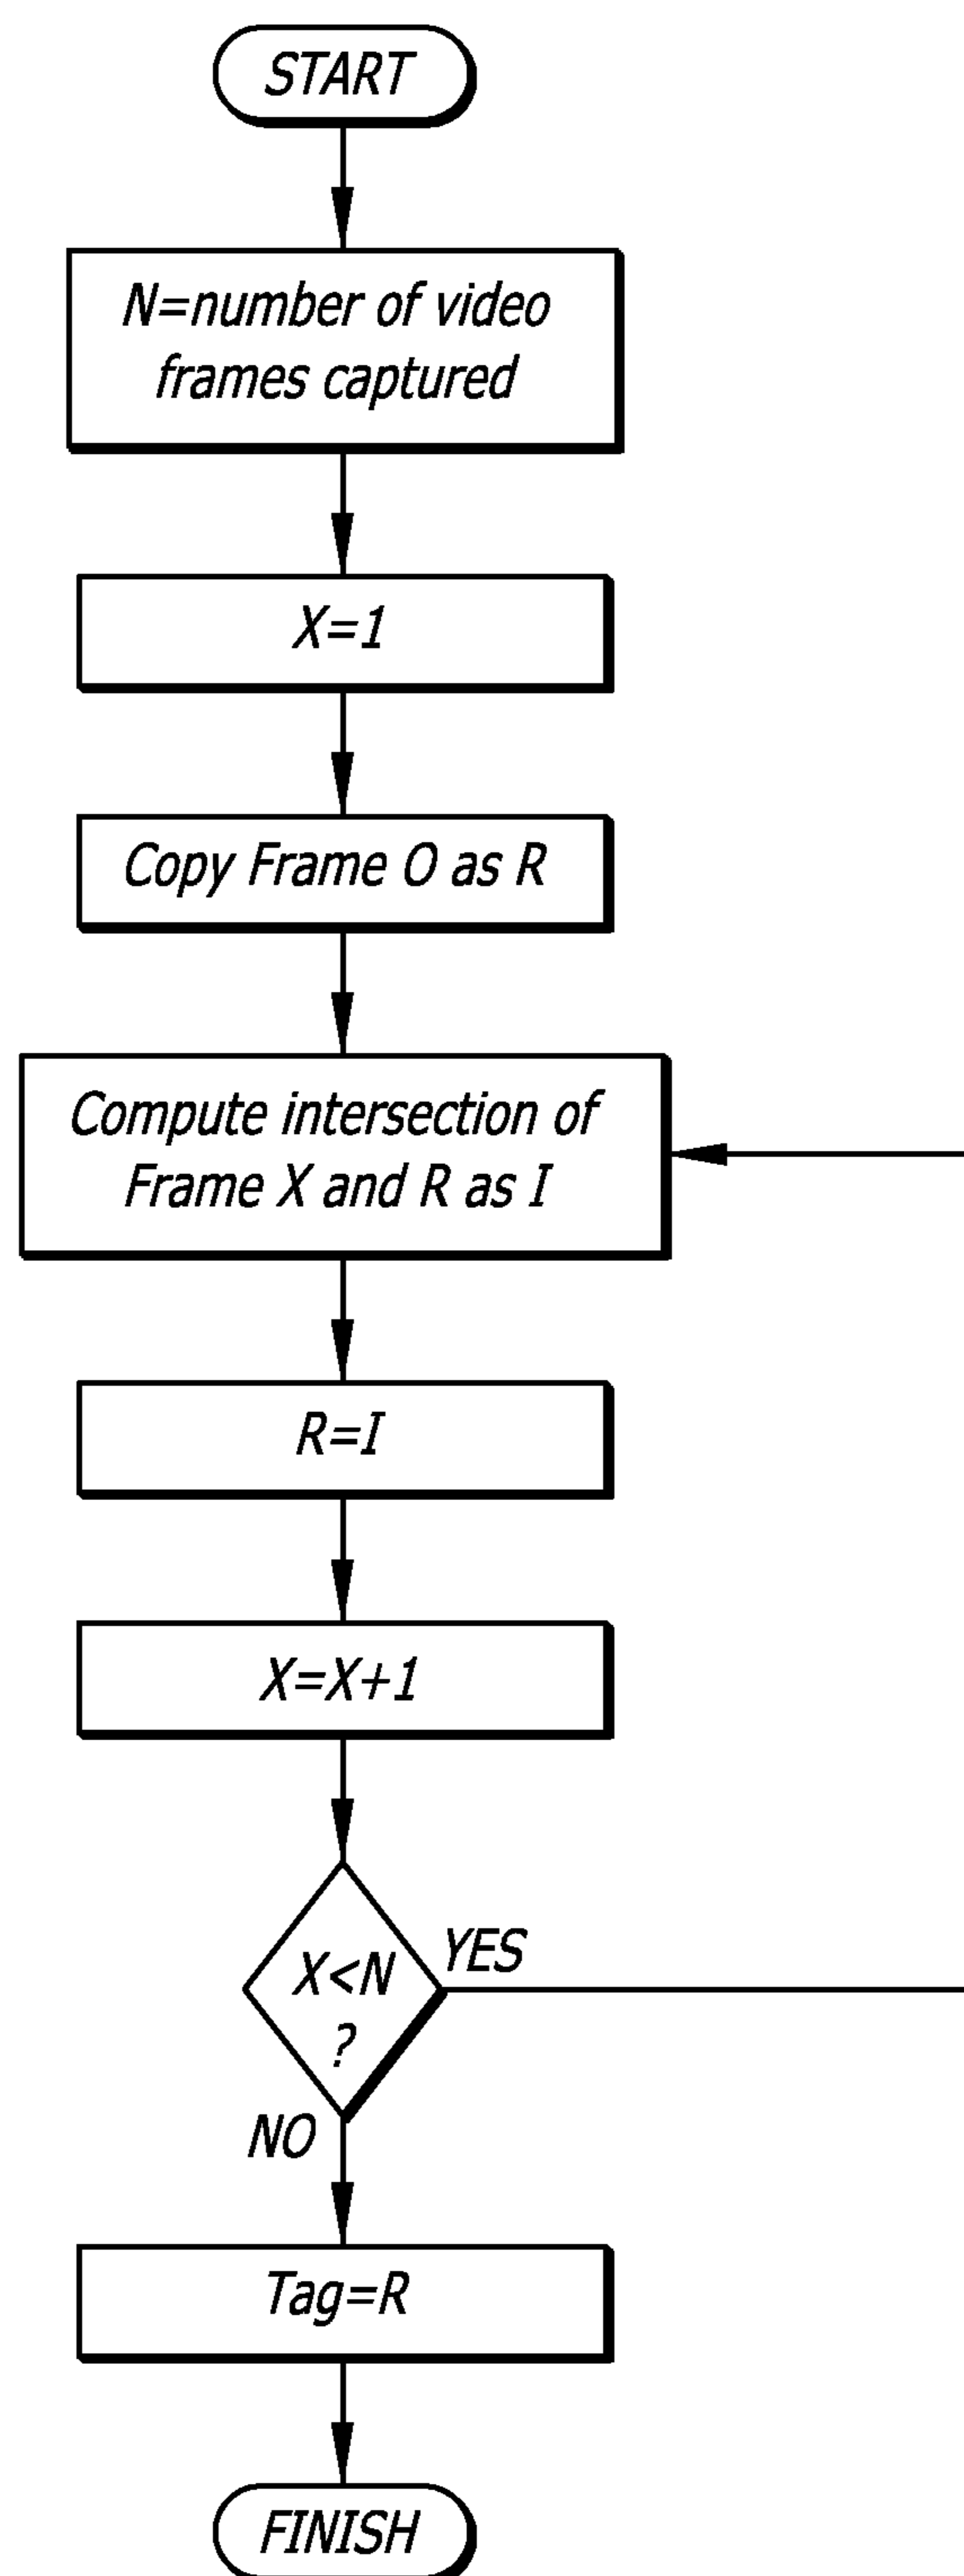 START
N=number of video
frames captured
X=1
Copy Frame O as R
Compute intersection of
Frame X and R as I
R=I
X=X+1
X<N
?
YES
NO
Tag=R
FINISH